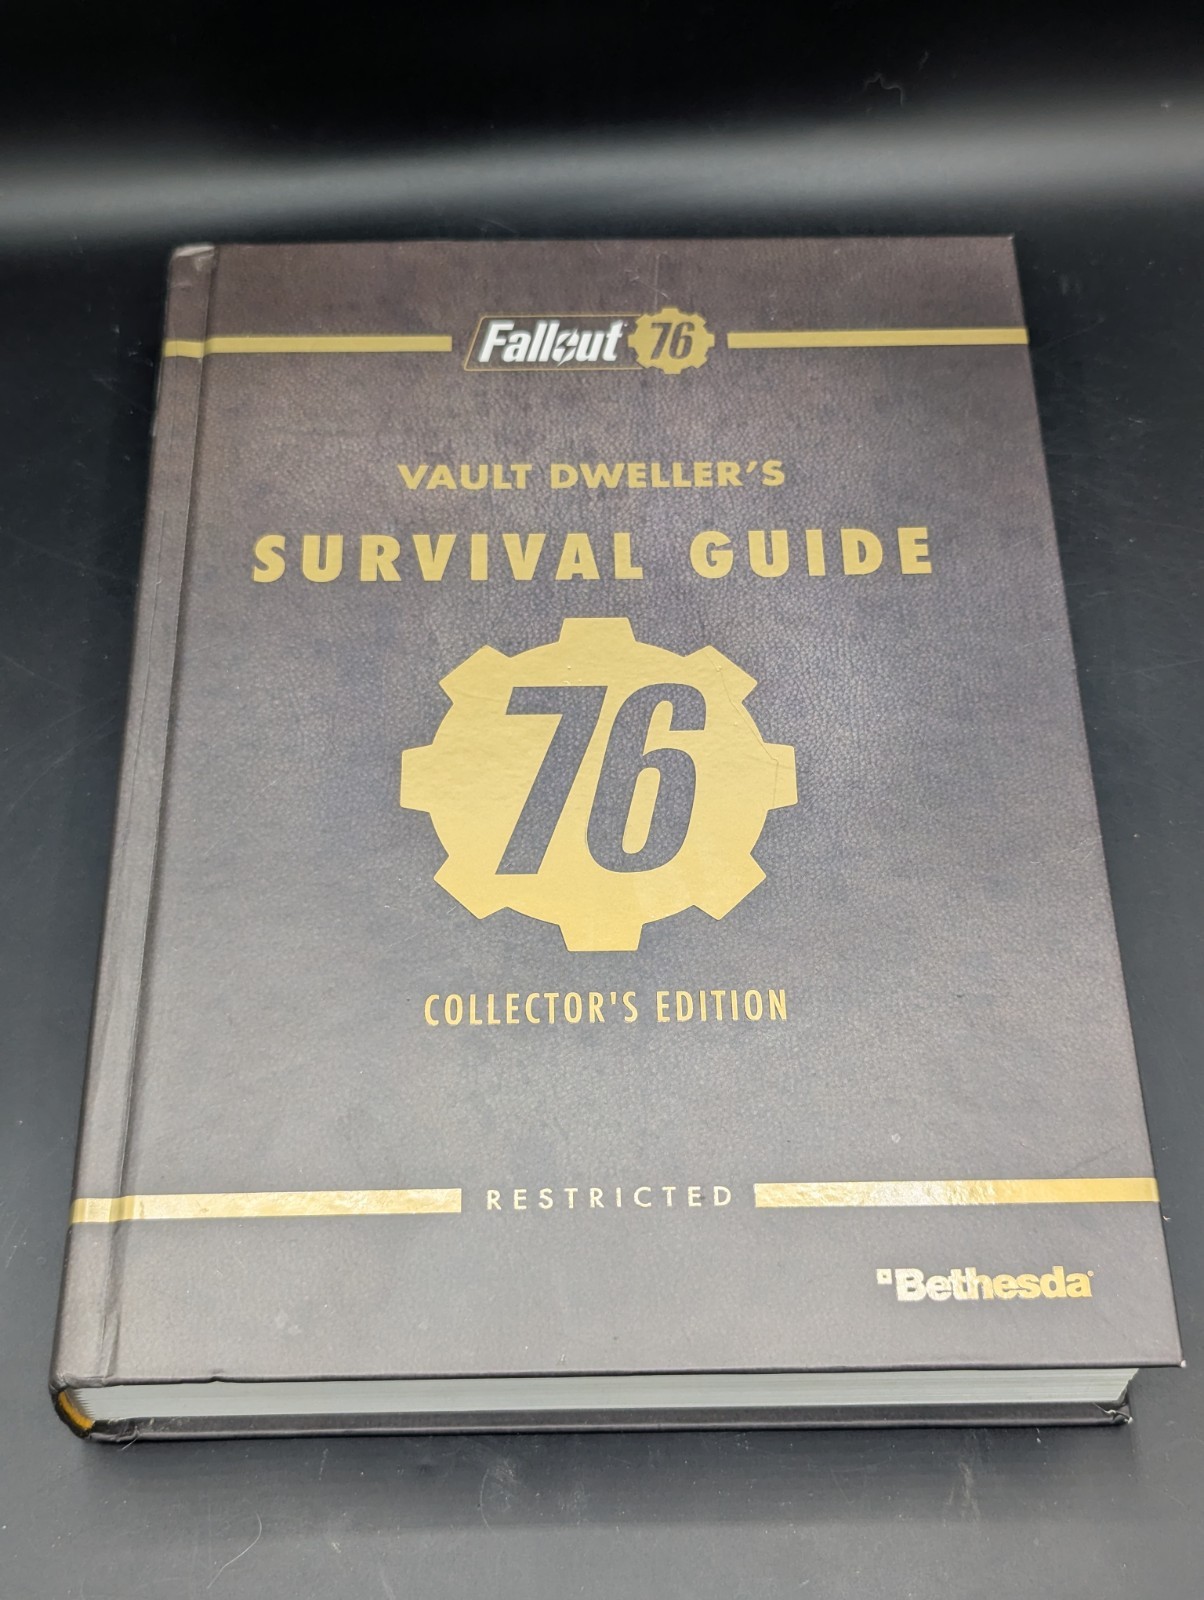 Fallout 76
VAULT DWELLER'S
SURVIVAL GUIDE
76
COLLECTOR'S EDITION
RESTRICTED
Bethesda